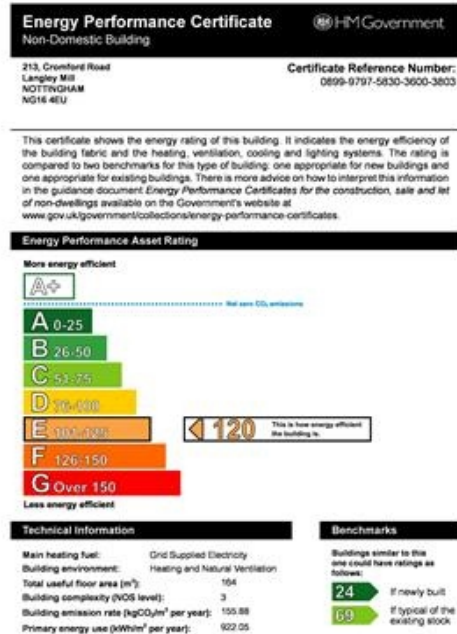 Energy Performance Certificate
HM Government
Non-Domestic Building
213, Cromford Road
Langley Mill
NOTTINGHAM
NG16 4EU
Certificate Reference Number:
0899-9797-5830-3600-3803
This certificate shows the energy rating of this building. It indicates the energy efficiency of
the building fabric and the heating, ventilation, cooling and lighting systems. The rating is
compared to two benchmarks for this type of building: one appropriate for new buildings and
one appropriate for existing buildings. There is more advice on how to interpret this information
in the guidance document Energy Performance Certificates for the construction, sale and let
of non-dwellings available on the Government's website at
www.gov.uk/government/collections/energy-performance-certificates.
Energy Performance Asset Rating
More energy efficient
A+
Net zero CO₂ emissions
A 0-25
B 26-50
C 51-75
D 76-100
E 101-125
120
This is how energy efficient
the building is.
F 126-150
G Over 150
Less energy efficient
Technical Information
Main heating fuel: Grid Supplied Electricity
Building environment: Heating and Natural Ventilation
Total useful floor area (m²): 164
Building complexity (NOS level): 3
Building emission rate (kgCO₂/m² per year): 155.88
Primary energy use (kWh/m² per year): 922.05
Benchmarks
Buildings similar to this
one could have ratings as
follows:
24 If newly built
69 If typical of the
existing stock